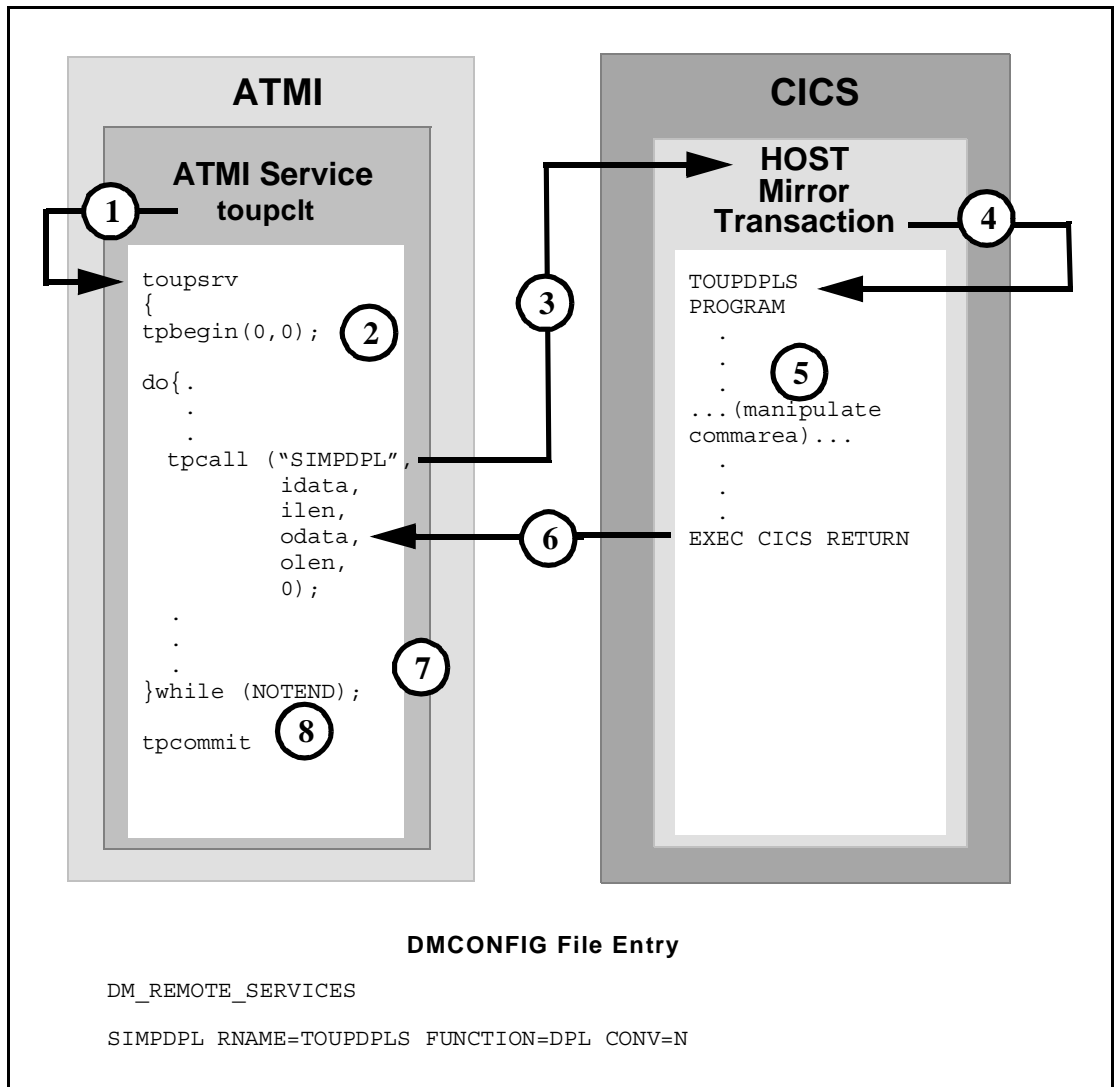 ATMI
ATMI Service
toupclt
1
toupsrv
{
tpbegin(0,0);
2
do{.
.
.
tpcall (“SIMPDPL”,
idata,
ilen,
odata,
olen,
0);
.
.
.
7
}while (NOTEND);
8
tpcommit
3
6
CICS
HOST
Mirror
Transaction
4
TOUPDPLS
PROGRAM
.
.
5
.
...(manipulate
commarea)...
.
.
.
EXEC CICS RETURN
DMCONFIG File Entry
DM_REMOTE_SERVICES
SIMPDPL RNAME=TOUPDPLS FUNCTION=DPL CONV=N